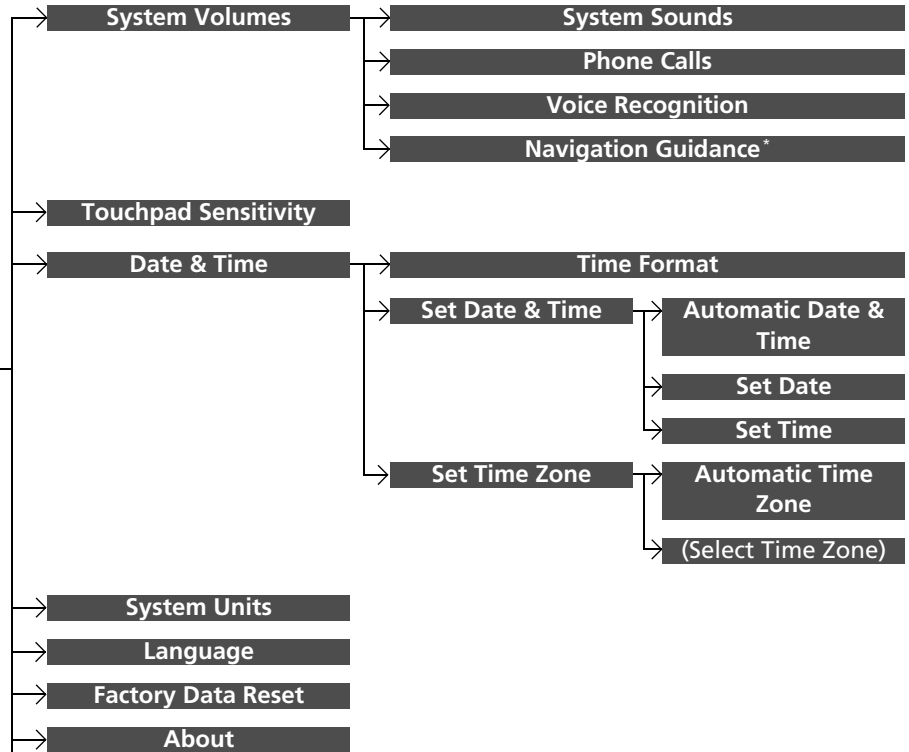 System Volumes
System Sounds
Phone Calls
Voice Recognition
Navigation Guidance*
Touchpad Sensitivity
Date & Time
Time Format
Set Date & Time
Automatic Date &
Time
Set Date
Set Time
Set Time Zone
Automatic Time
Zone
(Select Time Zone)
System Units
Language
Factory Data Reset
About